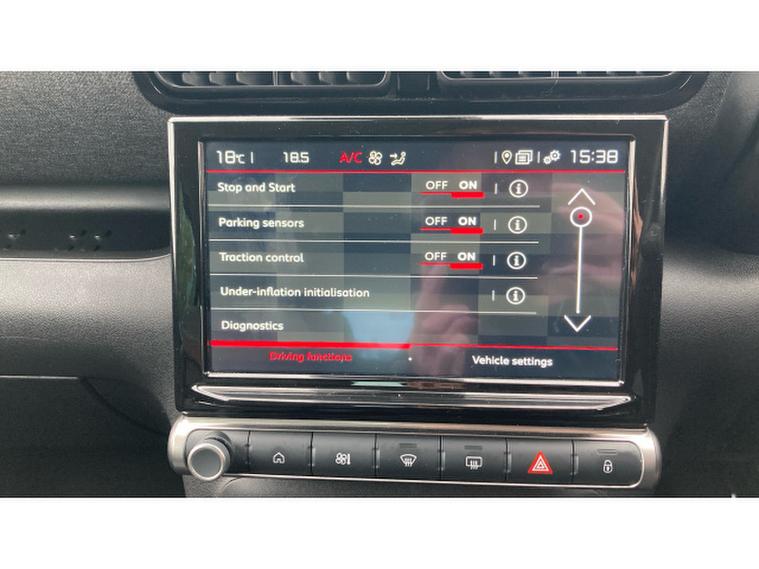 18°C 18.5 A/C 15:38
Stop and Start OFF ON i
Parking sensors OFF ON i
Traction control OFF ON i
Under-inflation initialisation i
Diagnostics
Driving functions Vehicle settings